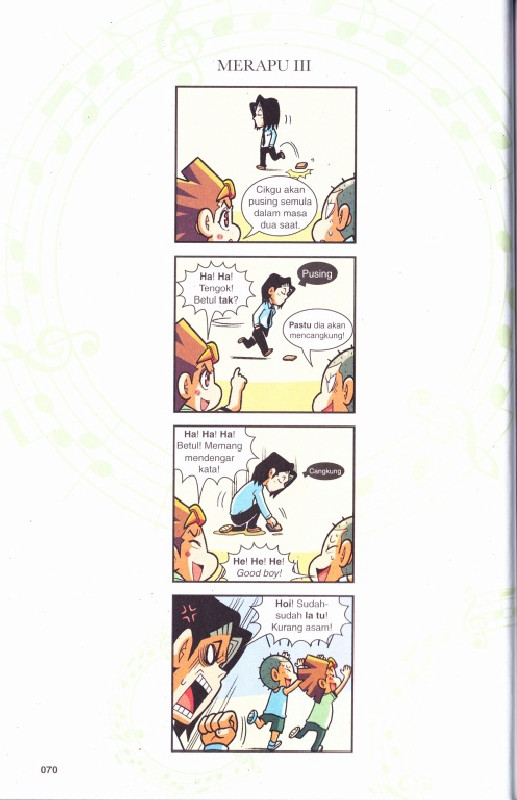 MERAPU III
Cikgu akan
pusing semula
dalam masa
dua saat.
Ha! Ha!
Tengok!
Betul tak?
Pusing
Pastu dia akan
mencangkung!
Ha! Ha! Ha!
Betul! Memang
mendengar
kata!
Cangkung
He! He! He!
Good boy!
Hoi! Sudah-
sudah la tu!
Kurang asam!
070